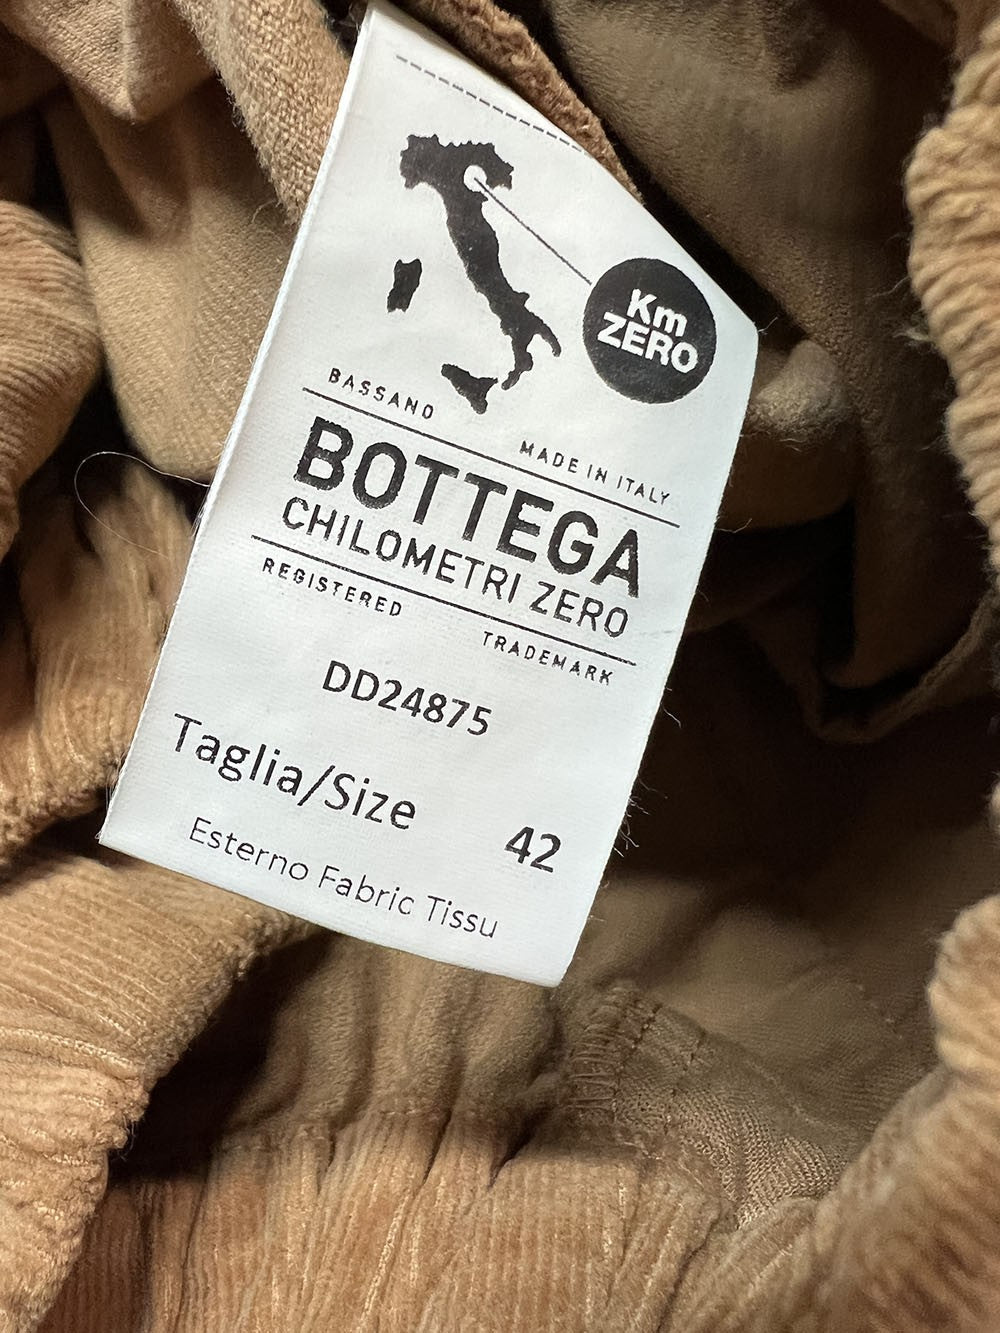 Km
ZERO
BASSANO
MADE IN ITALY
BOTTEGA
CHILOMETRI ZERO
REGISTERED
TRADEMARK
DD24875
Taglia/Size
42
Esterno Fabric Tissu